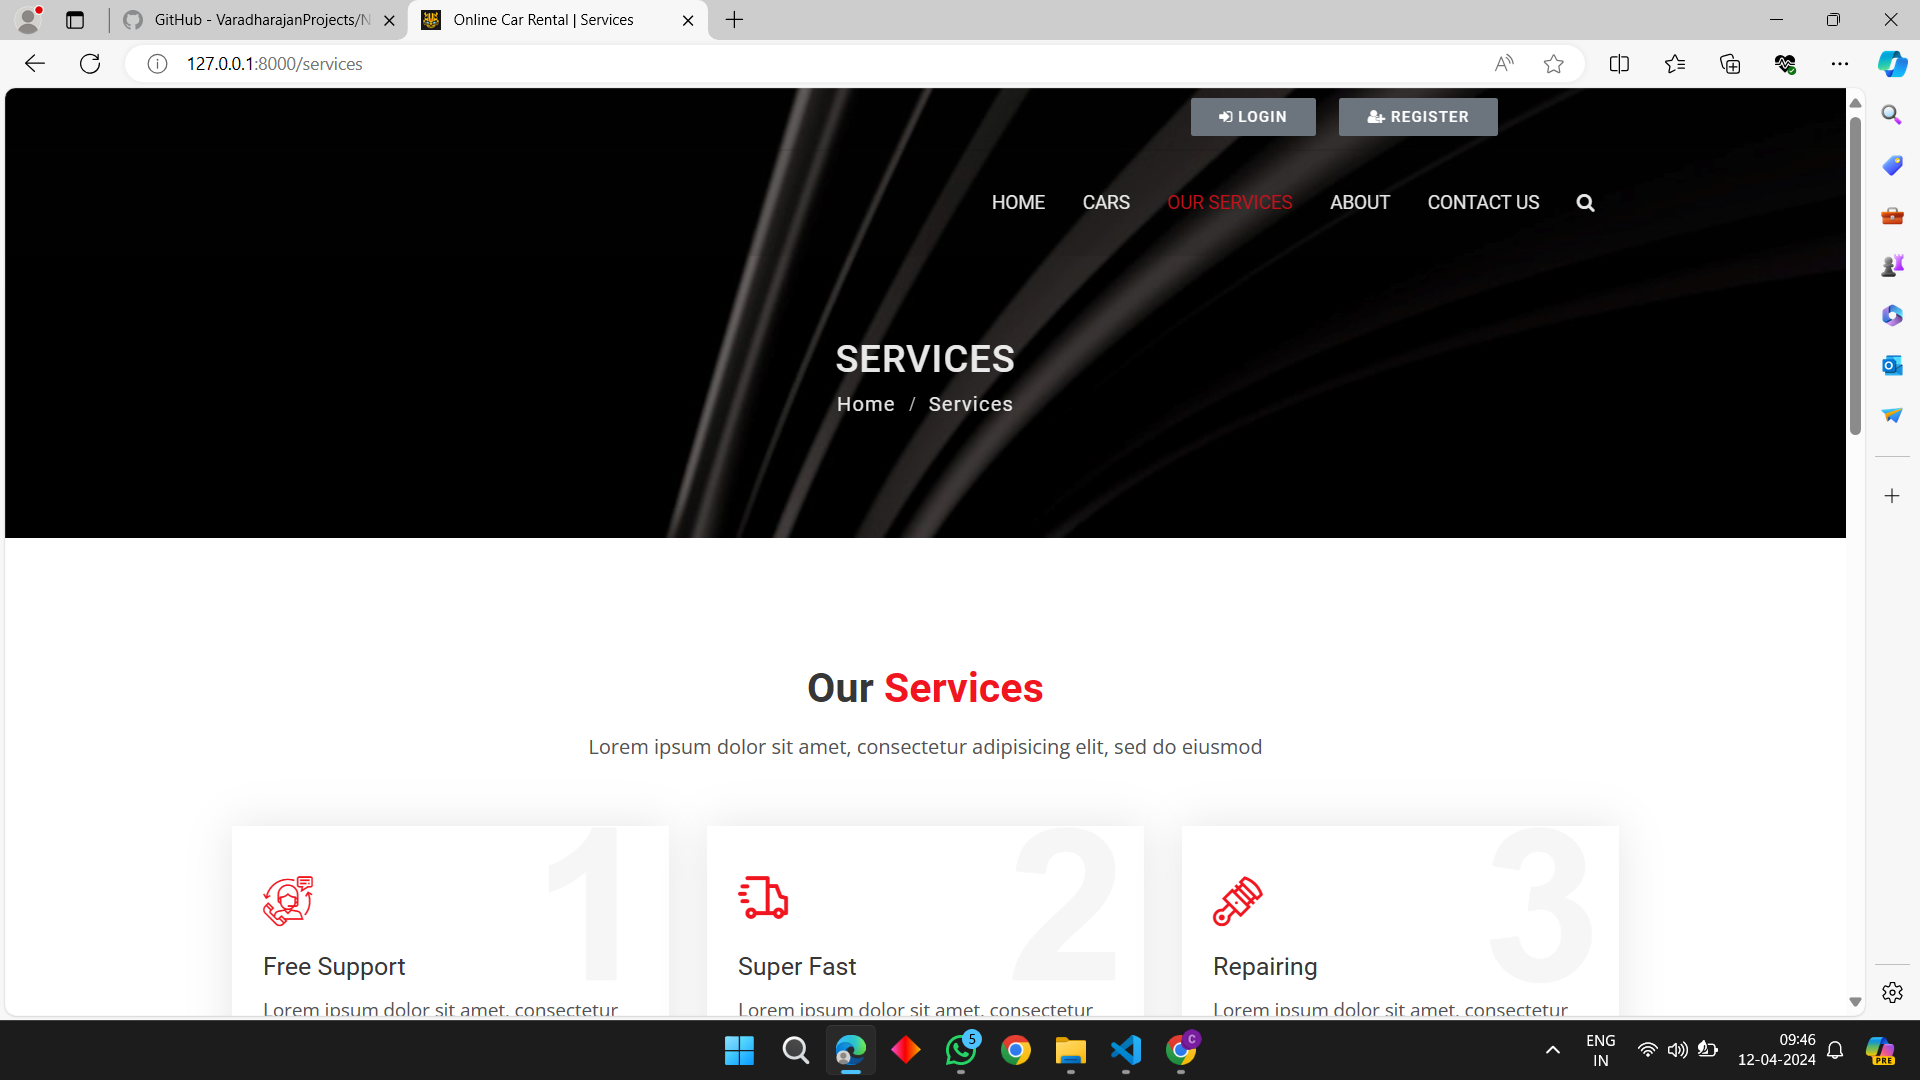 GitHub - VaradharajanProjects/N
Online Car Rental | Services
127.0.0.1:8000/services
LOGIN
REGISTER
HOME
CARS
OUR SERVICES
ABOUT
CONTACT US
SERVICES
Home / Services
Our Services
Lorem ipsum dolor sit amet, consectetur adipisicing elit, sed do eiusmod
1
2
3
Free Support
Super Fast
Repairing
Lorem ipsum dolor sit amet, consectetur
Lorem ipsum dolor sit amet, consectetur
Lorem ipsum dolor sit amet, consectetur
5
C
ENG
IN
09:46
12-04-2024
PRE